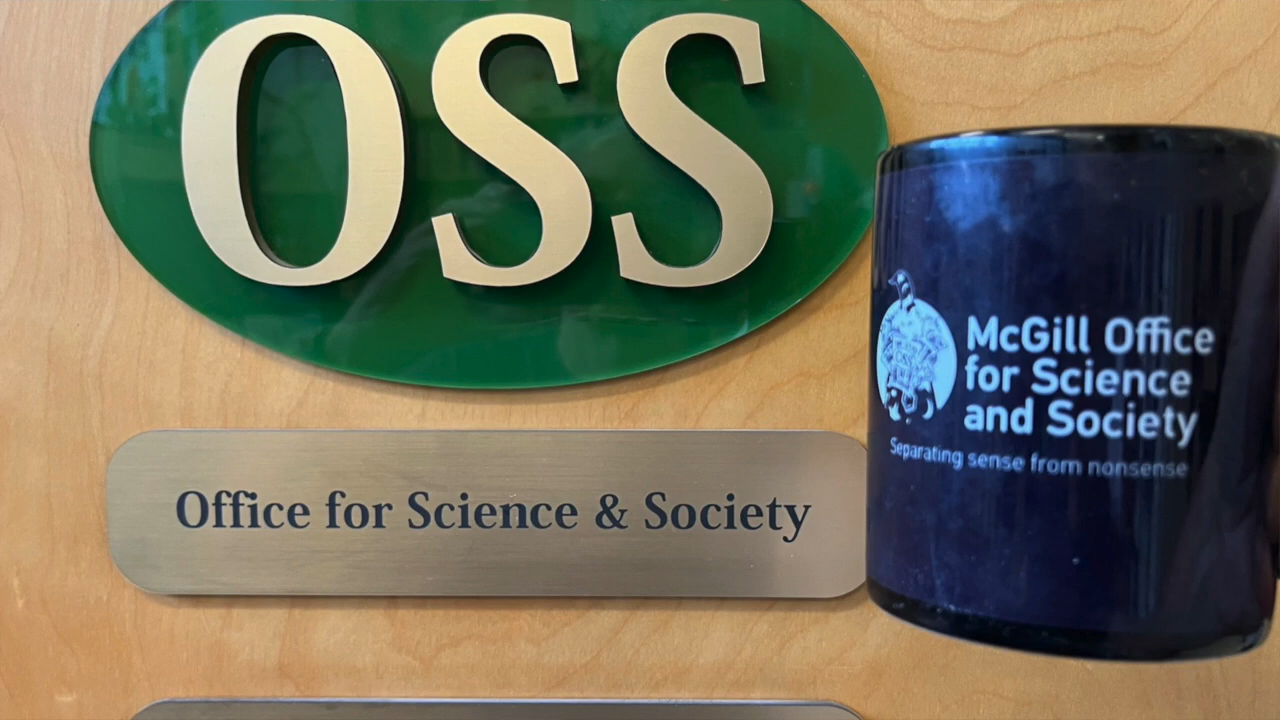 OSS
Office for Science & Society
McGill Office
for Science
and Society
Separating sense from nonsense